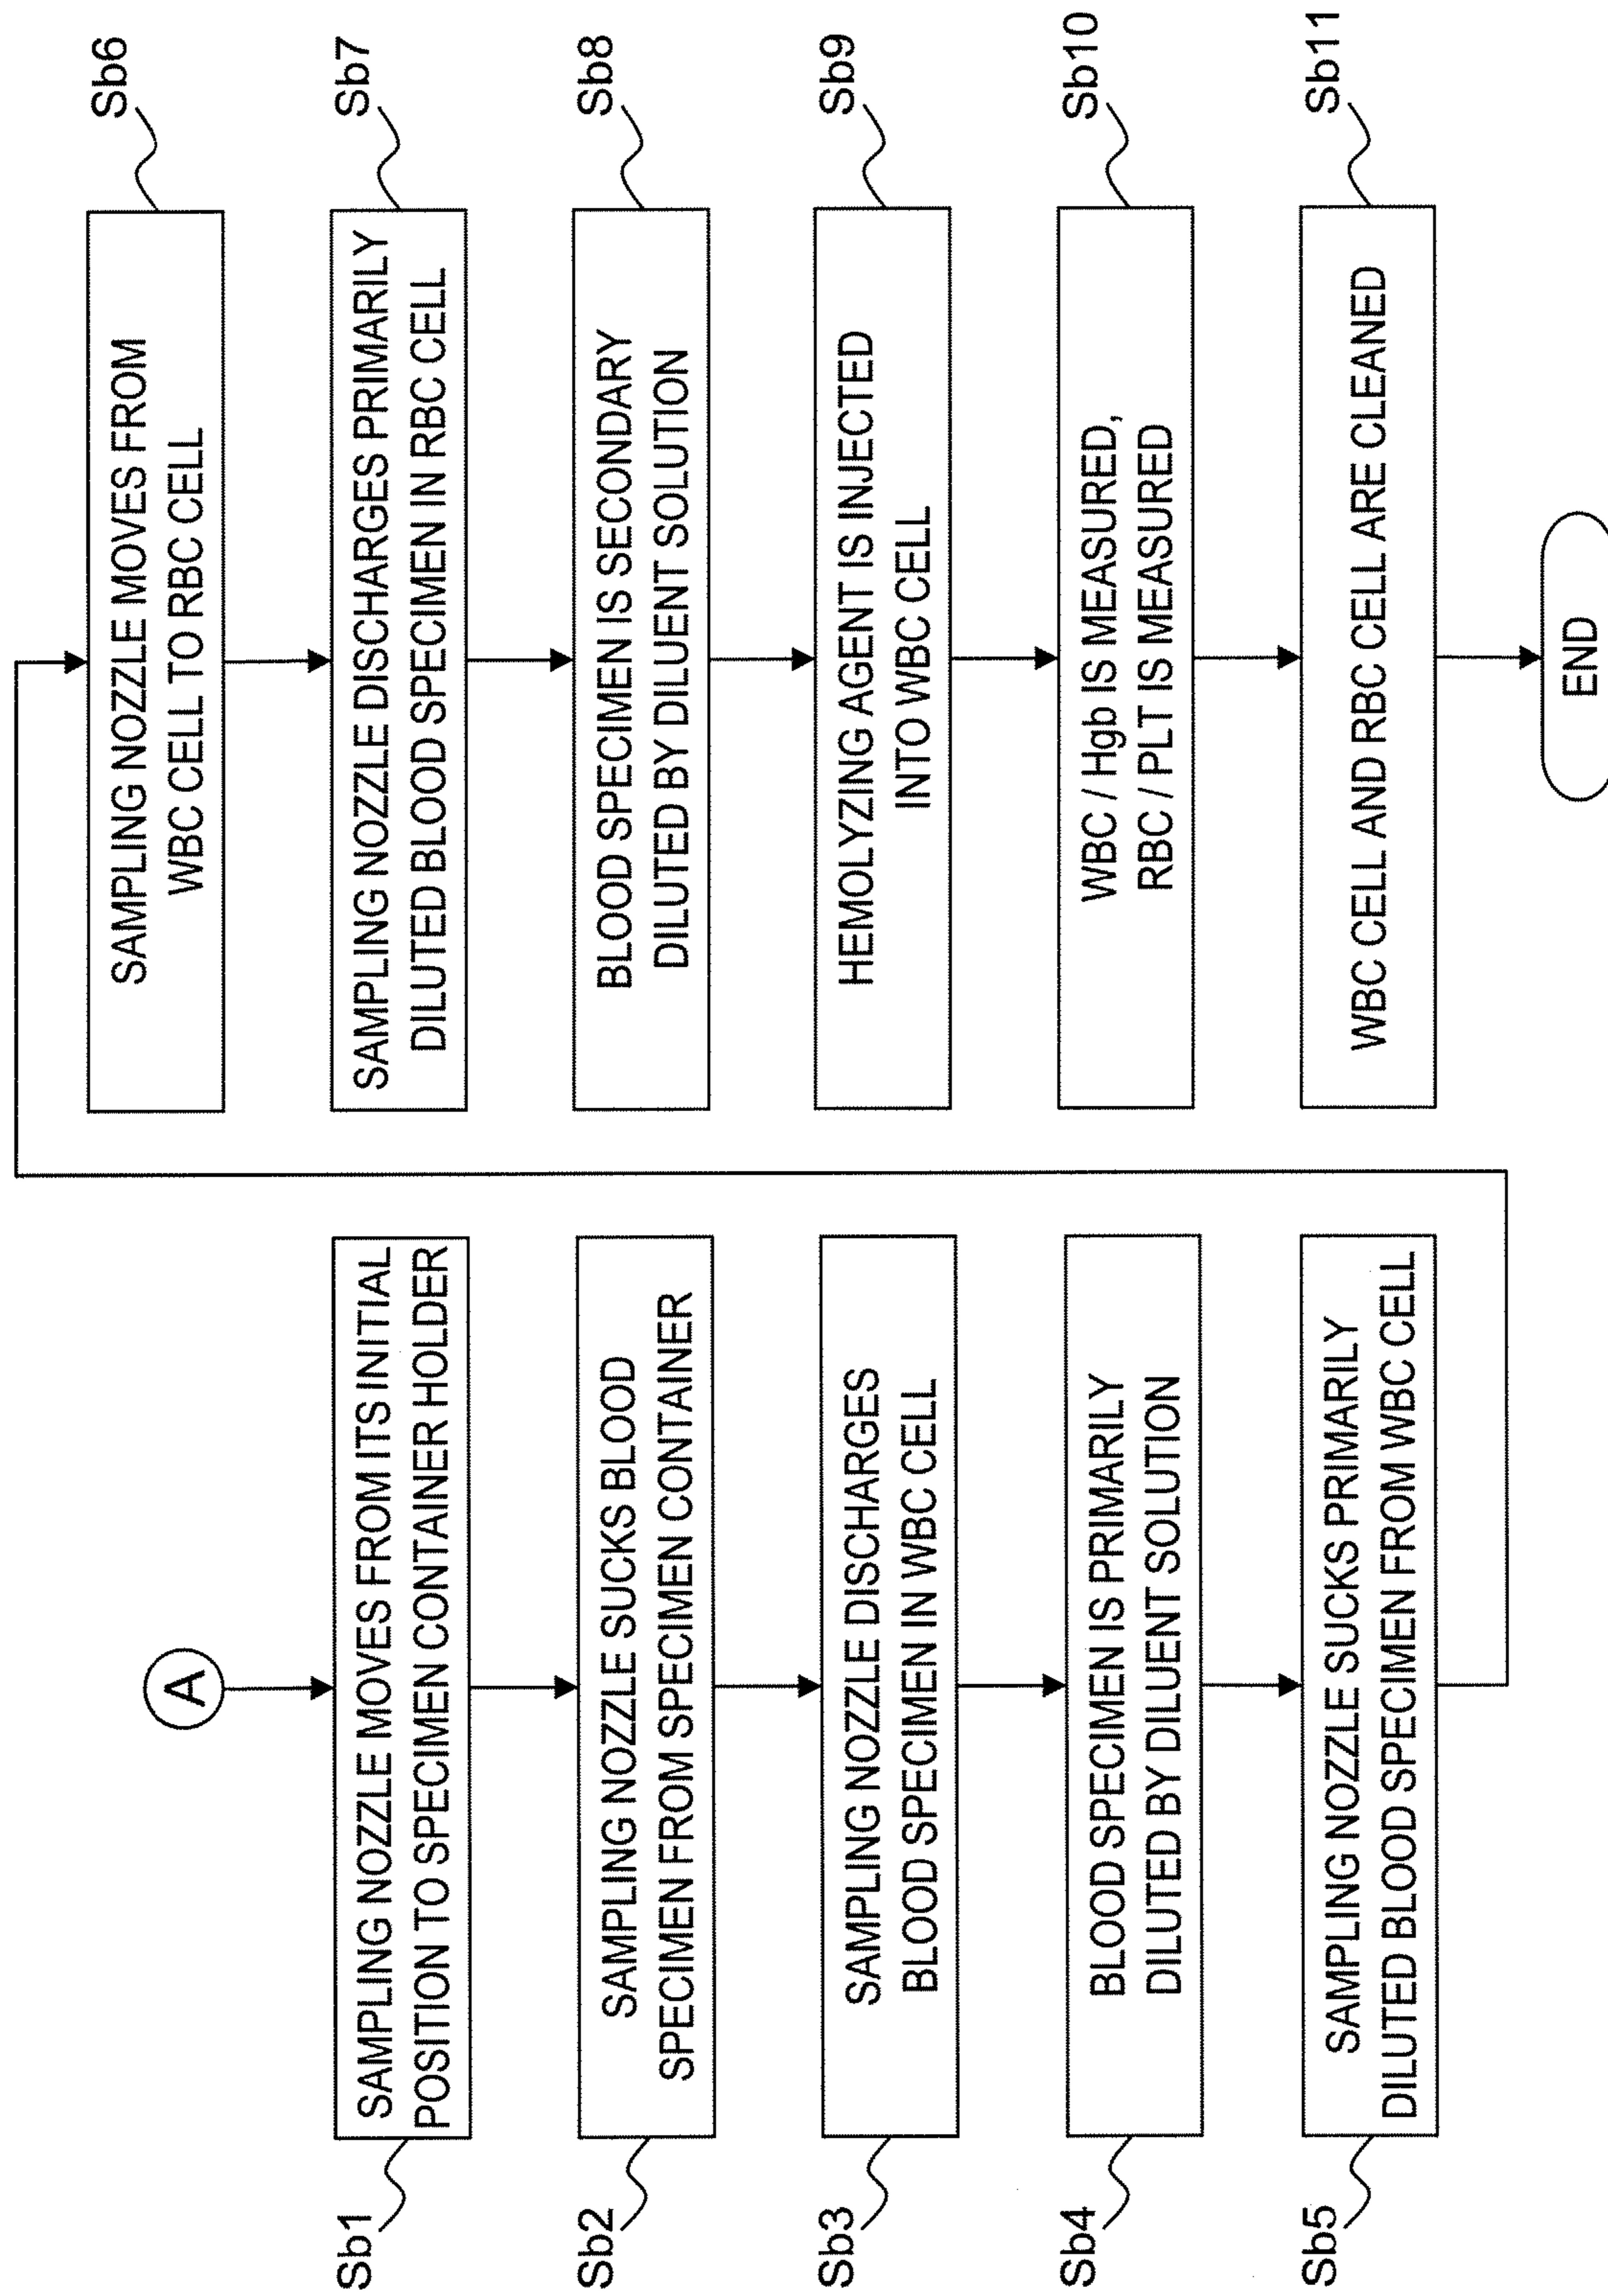 A
Sb1
SAMPLING NOZZLE MOVES FROM ITS INITIAL
POSITION TO SPECIMEN CONTAINER HOLDER
Sb2
SAMPLING NOZZLE SUCKS BLOOD
SPECIMEN FROM SPECIMEN CONTAINER
Sb3
SAMPLING NOZZLE DISCHARGES
BLOOD SPECIMEN IN WBC CELL
Sb4
BLOOD SPECIMEN IS PRIMARILY
DILUTED BY DILUENT SOLUTION
Sb5
SAMPLING NOZZLE SUCKS PRIMARILY
DILUTED BLOOD SPECIMEN FROM WBC CELL
Sb6
SAMPLING NOZZLE MOVES FROM
WBC CELL TO RBC CELL
Sb7
SAMPLING NOZZLE DISCHARGES PRIMARILY
DILUTED BLOOD SPECIMEN IN RBC CELL
Sb8
BLOOD SPECIMEN IS SECONDARY
DILUTED BY DILUENT SOLUTION
Sb9
HEMOLYZING AGENT IS INJECTED
INTO WBC CELL
Sb10
WBC / Hgb IS MEASURED,
RBC / PLT IS MEASURED
Sb11
WBC CELL AND RBC CELL ARE CLEANED
END